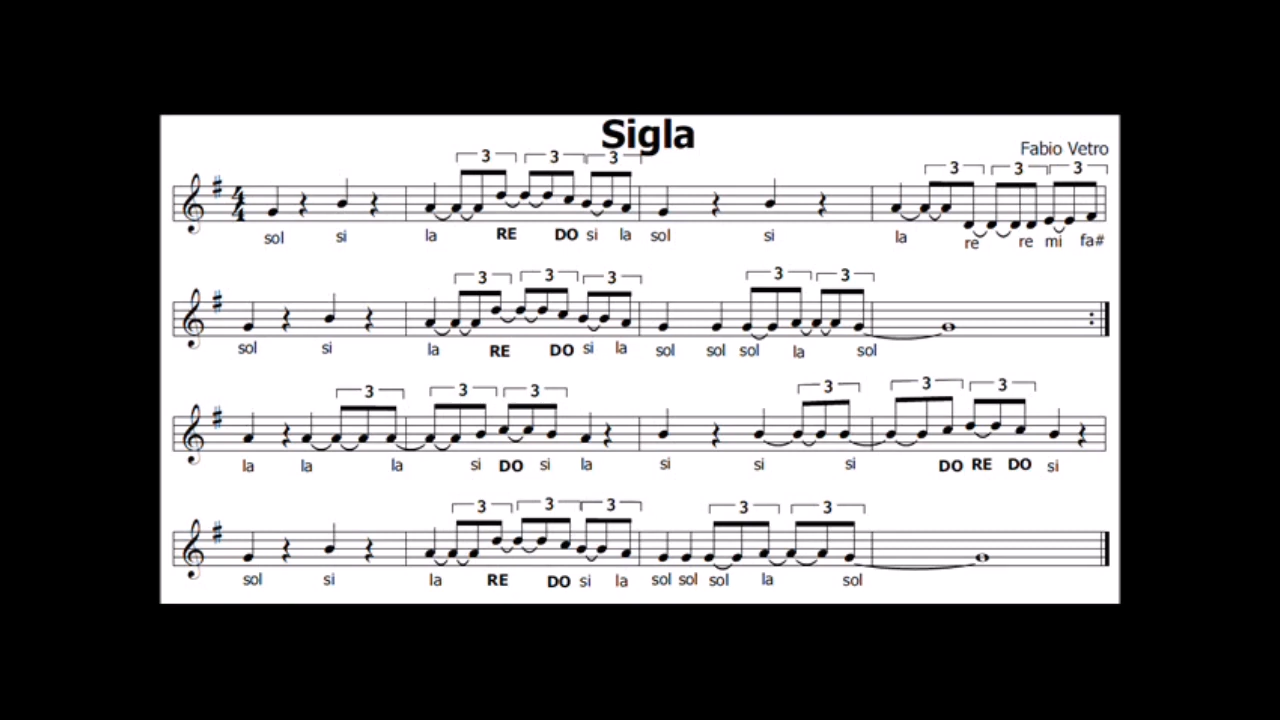 Sigla
Fabio Vetro
3 3 3 3 3 3
4
4
sol si la RE DO si la sol si la re re mi fa#
3 3 3 3 3
sol si la RE DO si la sol sol sol la sol
3 3 3 3 3 3
la la la si DO si la si si si DO RE DO si
3 3 3 3 3
sol si la RE DO si la sol sol sol la sol